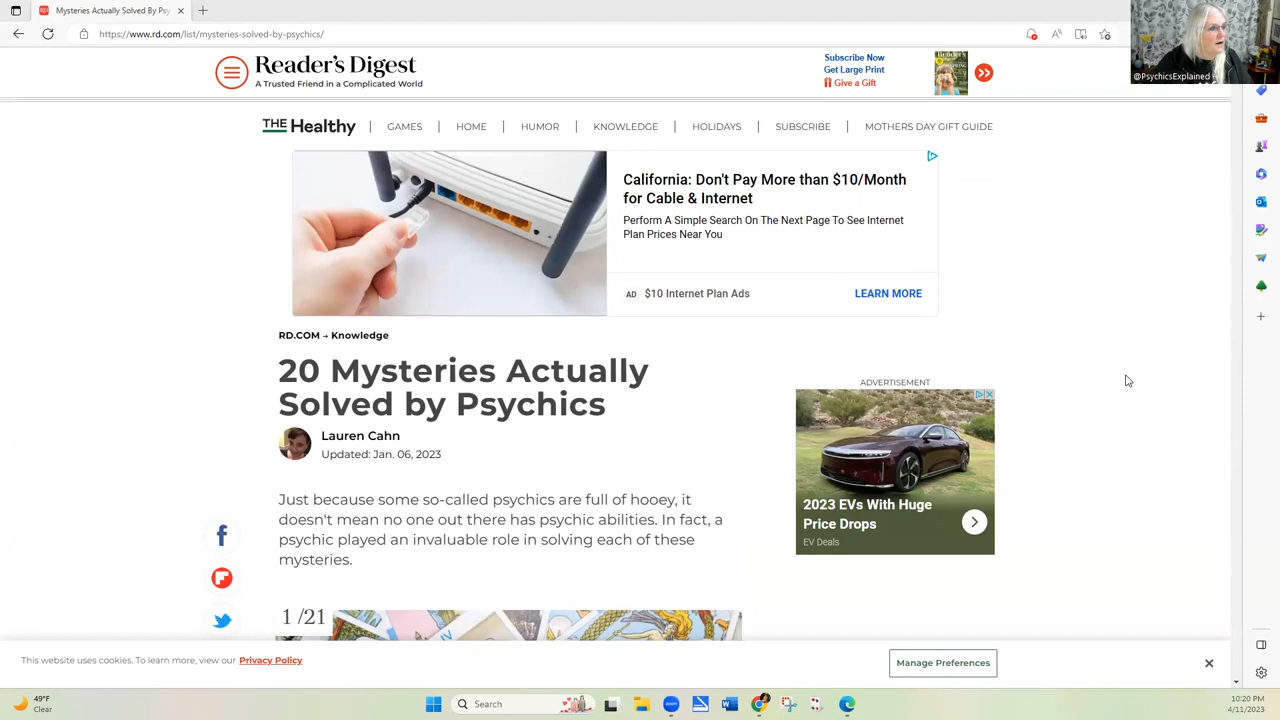 Mysteries Actually Solved By Psy
https://www.rd.com/list/mysteries-solved-by-psychics/
@PsychicsExplained
Reader's Digest
A Trusted Friend in a Complicated World
Subscribe Now
Get Large Print
Give a Gift
THE Healthy
GAMES
HOME
HUMOR
KNOWLEDGE
HOLIDAYS
SUBSCRIBE
MOTHERS DAY GIFT GUIDE
California: Don't Pay More than $10/Month
for Cable & Internet
Perform A Simple Search On The Next Page To See Internet
Plan Prices Near You
AD $10 Internet Plan Ads
LEARN MORE
RD.COM → Knowledge
20 Mysteries Actually
Solved by Psychics
Lauren Cahn
Updated: Jan. 06, 2023
Just because some so-called psychics are full of hooey, it
doesn't mean no one out there has psychic abilities. In fact, a
psychic played an invaluable role in solving each of these
mysteries.
ADVERTISEMENT
2023 EVs With Huge
Price Drops
EV Deals
1 /21
This website uses cookies. To learn more, view our Privacy Policy
Manage Preferences
49°F
Clear
Search
10:20 PM
4/11/2023